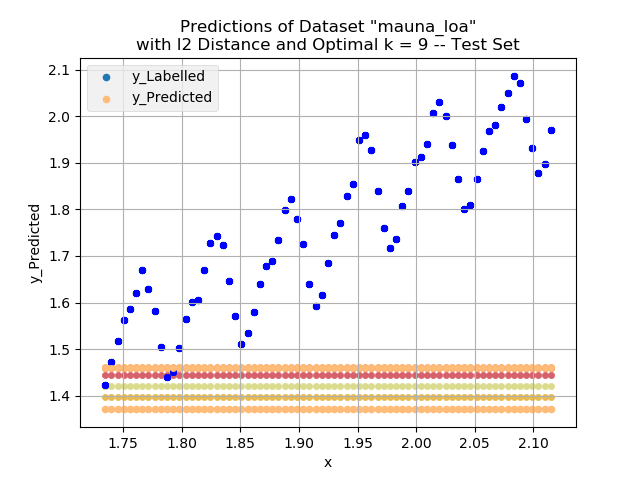 Predictions of Dataset "mauna_loa"
with l2 Distance and Optimal k = 9 -- Test Set
y_Labelled
y_Predicted
2.1
2.0
1.9
1.8
1.7
1.6
1.5
1.4
y_Predicted
1.75
1.80
1.85
1.90
1.95
2.00
2.05
2.10
x